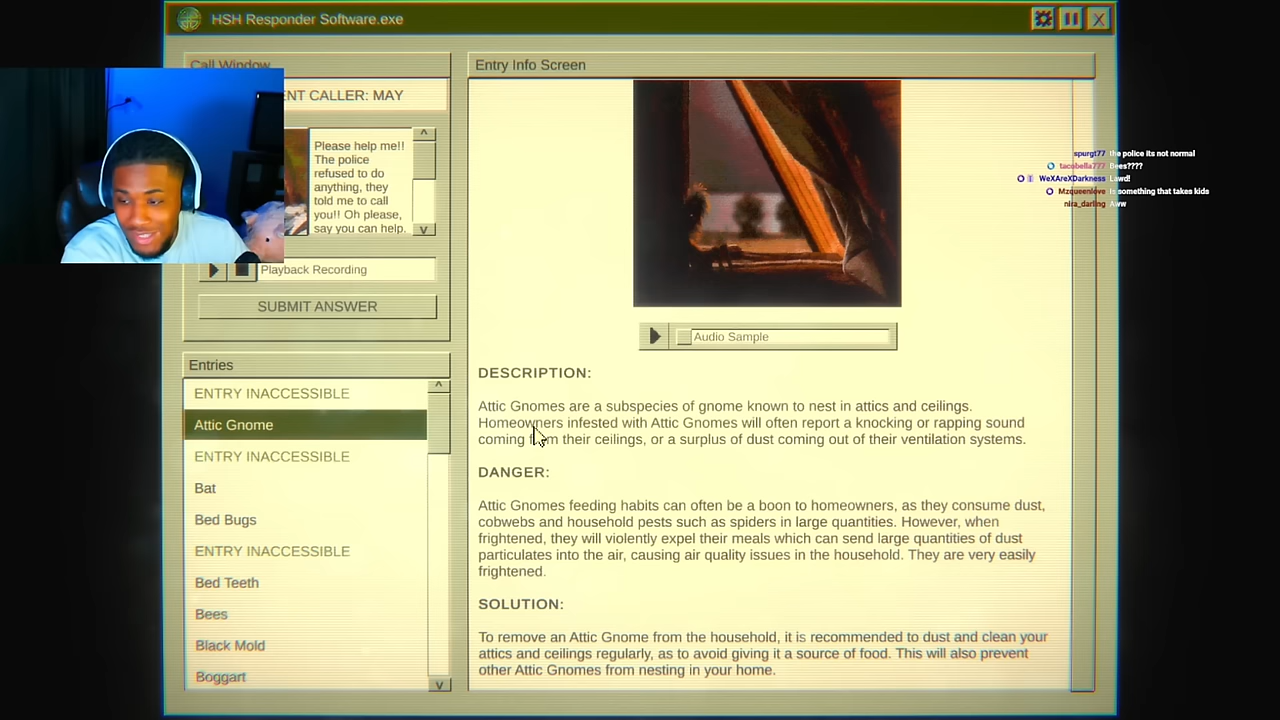 HSH Responder Software.exe
Call Window
ENT CALLER: MAY
Please help me!!
The police
refused to do
anything, they
told me to call
you!! Oh please,
say you can help.
Playback Recording
SUBMIT ANSWER
Entries
ENTRY INACCESSIBLE
Attic Gnome
ENTRY INACCESSIBLE
Bat
Bed Bugs
ENTRY INACCESSIBLE
Bed Teeth
Bees
Black Mold
Boggart
Entry Info Screen
Audio Sample
DESCRIPTION:
Attic Gnomes are a subspecies of gnome known to nest in attics and ceilings.
Homeowners infested with Attic Gnomes will often report a knocking or rapping sound
coming from their ceilings, or a surplus of dust coming out of their ventilation systems.
DANGER:
Attic Gnomes feeding habits can often be a boon to homeowners, as they consume dust,
cobwebs and household pests such as spiders in large quantities. However, when
frightened, they will violently expel their meals which can send large quantities of dust
particulates into the air, causing air quality issues in the household. They are very easily
frightened.
SOLUTION:
To remove an Attic Gnome from the household, it is recommended to dust and clean your
attics and ceilings regularly, as to avoid giving it a source of food. This will also prevent
other Attic Gnomes from nesting in your home.
spurgt77 the police its not normal
tacobella777 Bees????
WeXAreXDarkness Lawd!
Mzqueenlove Is something that takes kids
nira_darling Aww